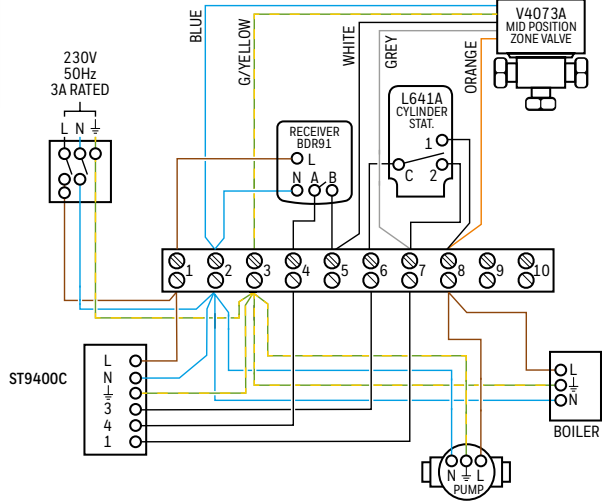 V4073A
MID POSITION
ZONE VALVE
BLUE
G/YELLOW
WHITE
GREY
ORANGE
230V
50Hz
3A RATED
L N
L641A
CYLINDER
STAT.
1
C 2
RECEIVER
BDR91
L
N A B
1 2 3 4 5 6 7 8 9 10
ST9400C
L
N
3
4
1
L
N
BOILER
N L
PUMP